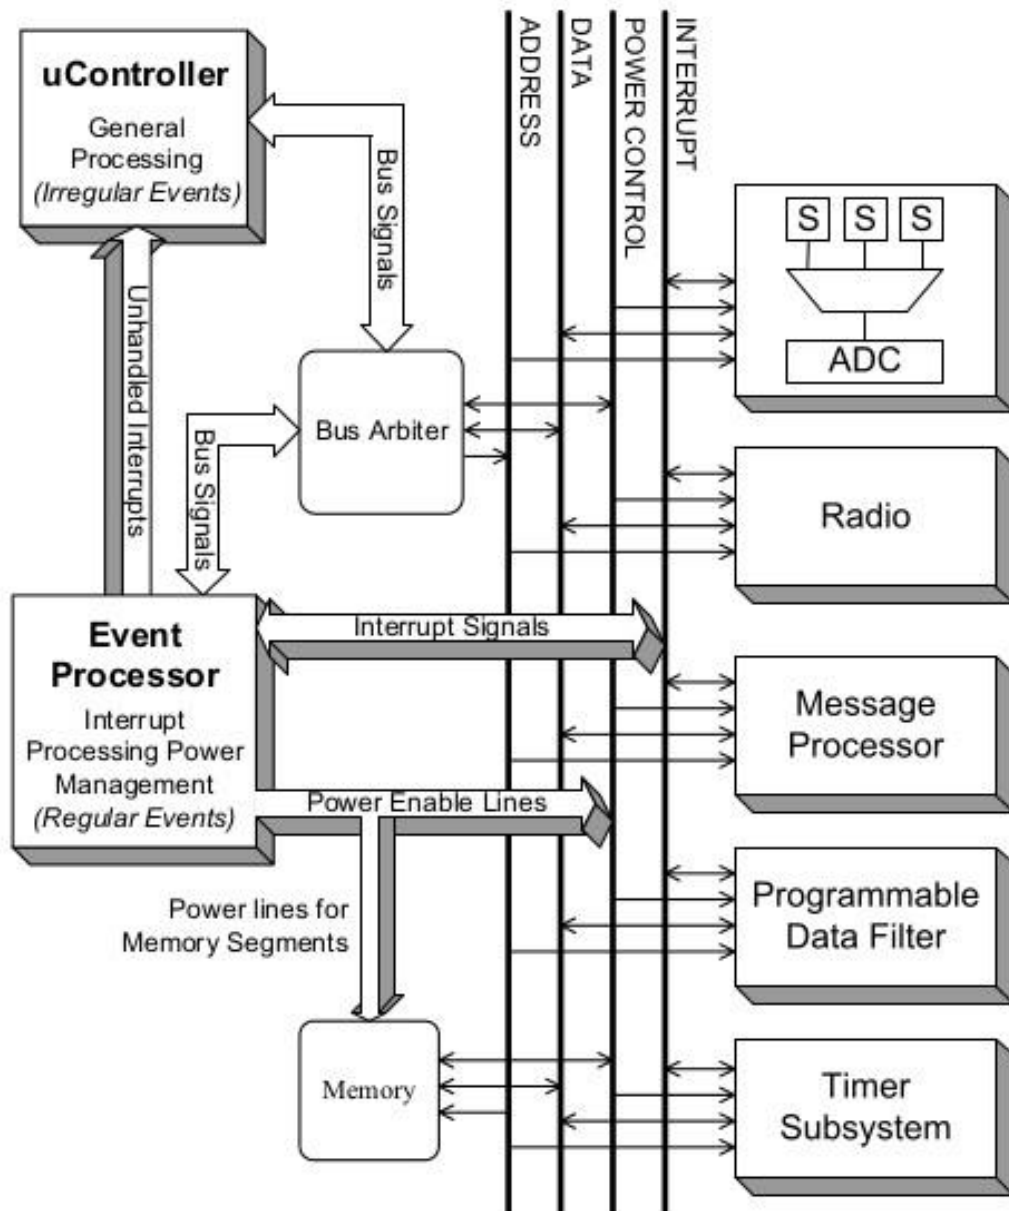 uController
General
Processing
(Irregular Events)
Bus Signals
ADDRESS
DATA
POWER CONTROL
INTERRUPT
S S S
ADC
Unhandled Interrupts
Bus Signals
Bus Arbiter
Radio
Event
Processor
Interrupt
Processing Power
Management
(Regular Events)
Interrupt Signals
Message
Processor
Power Enable Lines
Power lines for
Memory Segments
Programmable
Data Filter
Memory
Timer
Subsystem